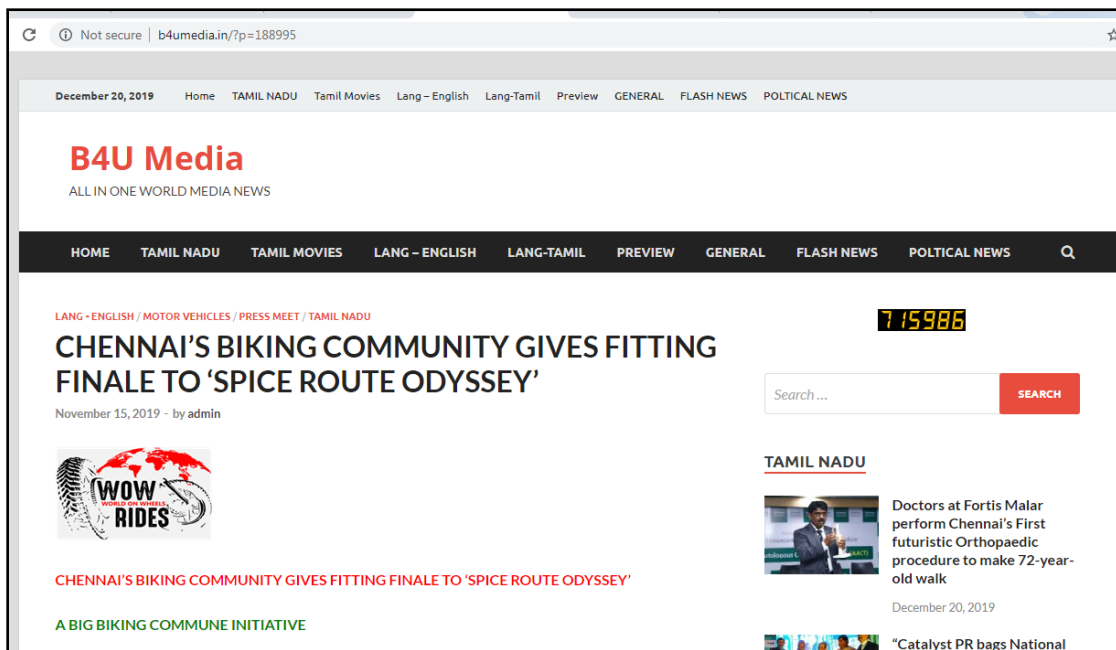 Not secure | b4umedia.in/?p=188995
December 20, 2019 Home TAMIL NADU Tamil Movies Lang – English Lang-Tamil Preview GENERAL FLASH NEWS POLTICAL NEWS
B4U Media
ALL IN ONE WORLD MEDIA NEWS
HOME TAMIL NADU TAMIL MOVIES LANG – ENGLISH LANG-TAMIL PREVIEW GENERAL FLASH NEWS POLTICAL NEWS
LANG - ENGLISH / MOTOR VEHICLES / PRESS MEET / TAMIL NADU
CHENNAI’S BIKING COMMUNITY GIVES FITTING
FINALE TO ‘SPICE ROUTE ODYSSEY’
November 15, 2019 - by admin
WOW
WORLD ON WHEELS
RIDES
CHENNAI’S BIKING COMMUNITY GIVES FITTING FINALE TO ‘SPICE ROUTE ODYSSEY’
A BIG BIKING COMMUNE INITIATIVE
715986
Search ... SEARCH
TAMIL NADU
(AACT)
Doctors at Fortis Malar
perform Chennai’s First
futuristic Orthopaedic
procedure to make 72-year-
old walk
December 20, 2019
“Catalyst PR bags National